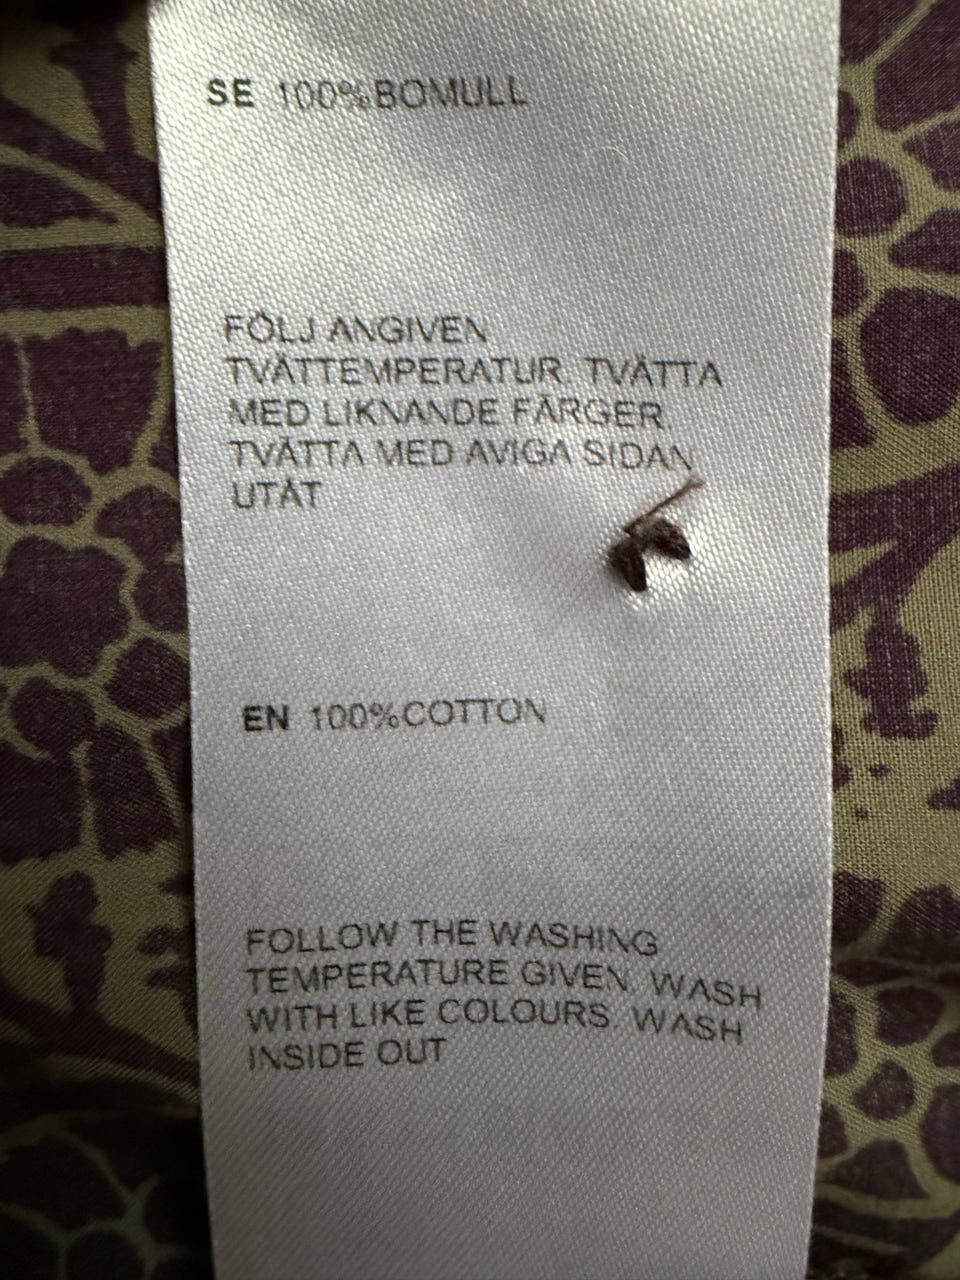 SE 100%BOMULL
FÖLJ ANGIVEN
TVÄTTEMPERATUR. TVÄTTA
MED LIKNANDE FÄRGER.
TVÄTTA MED AVIGA SIDAN
UTÅT
EN 100%COTTON
FOLLOW THE WASHING
TEMPERATURE GIVEN. WASH
WITH LIKE COLOURS. WASH
INSIDE OUT